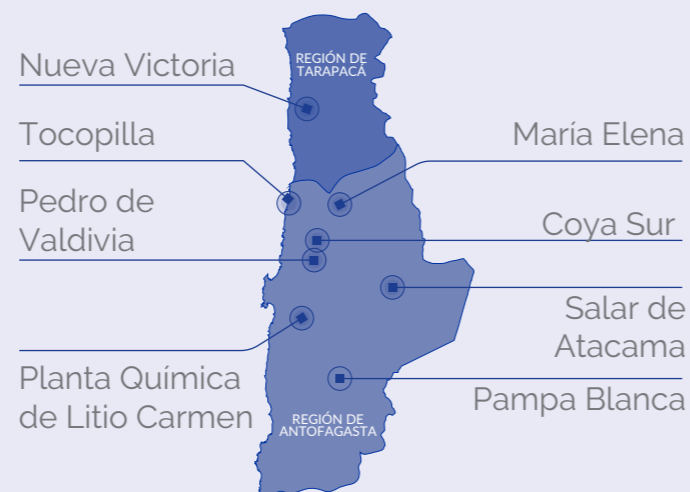 REGIÓN DE
TARAPACÁ
Nueva Victoria
Tocopilla
María Elena
Pedro de
Valdivia
Coya Sur
Salar de
Atacama
Planta Química
de Litio Carmen
Pampa Blanca
REGIÓN DE
ANTOFAGASTA